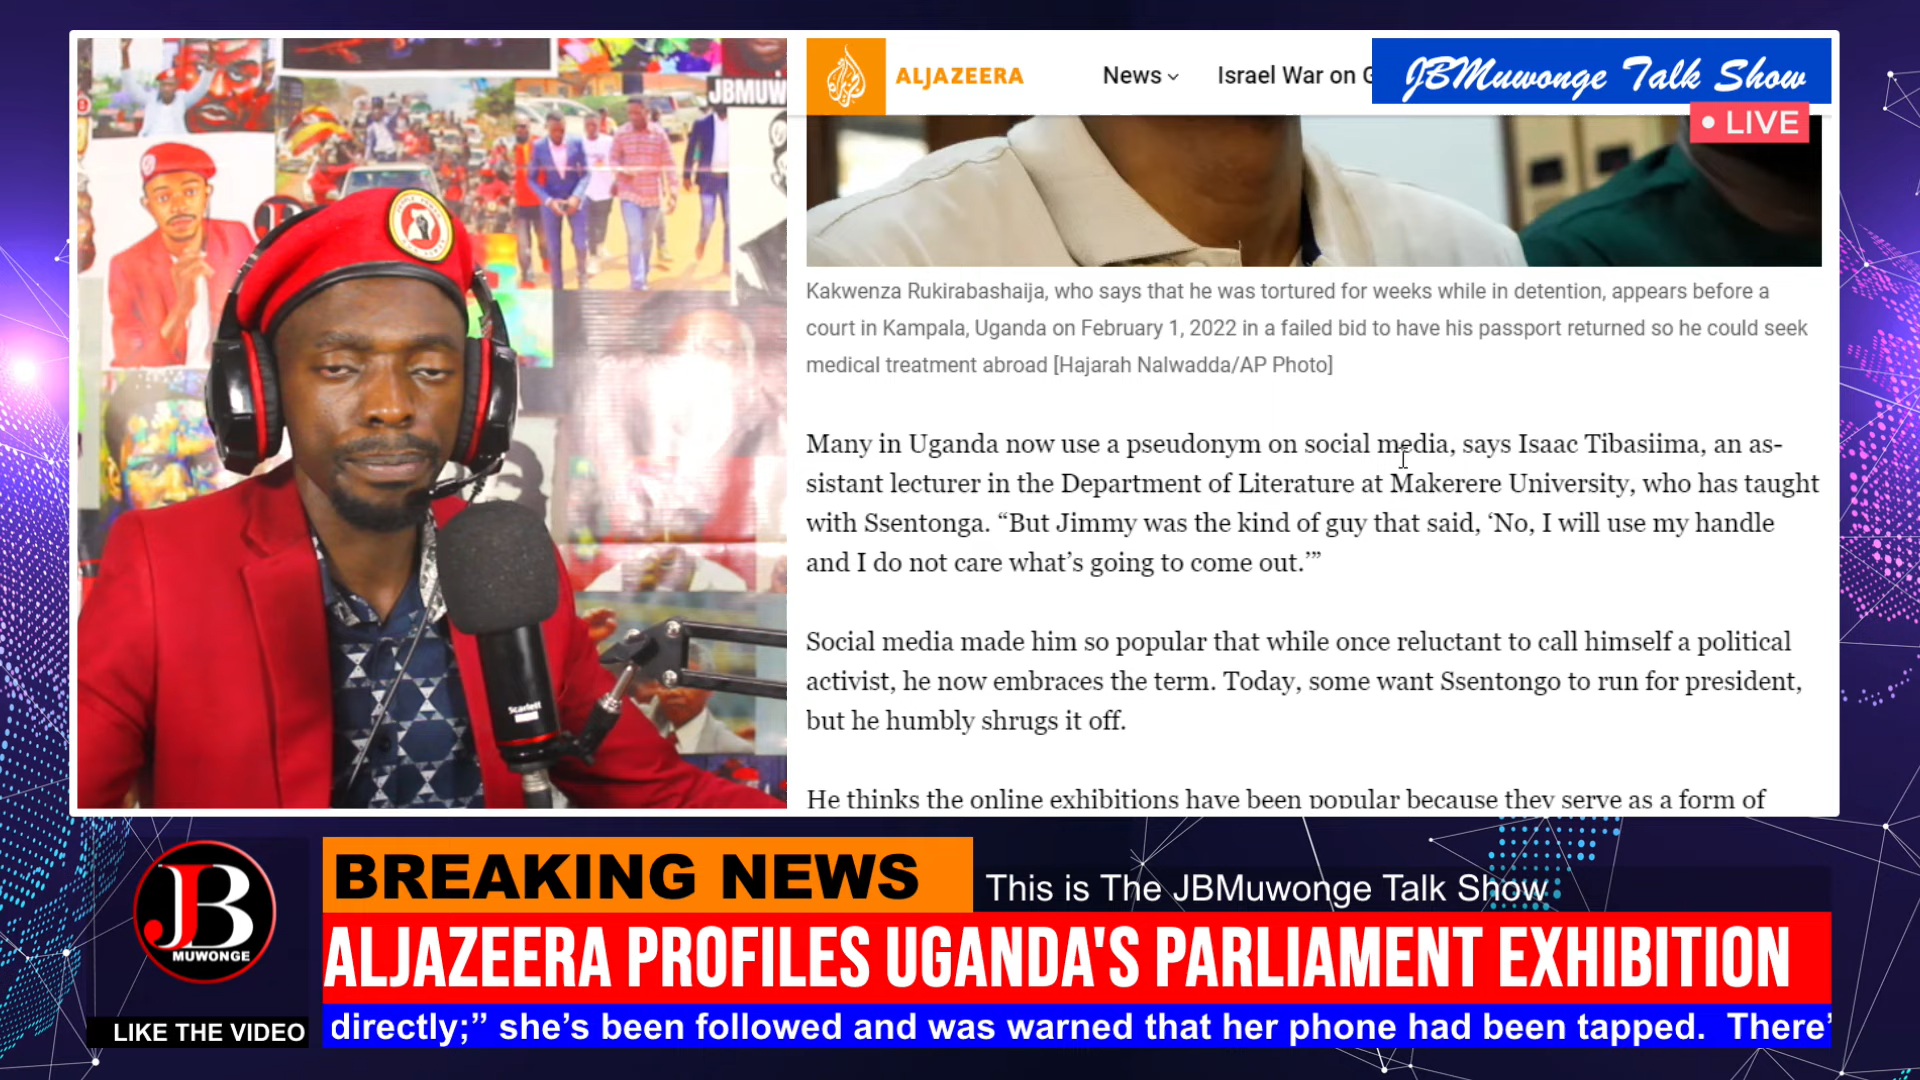 JBMUW
ALJAZEERA
News
Israel War on G
JBMuwonge Talk Show
LIVE
Kakwenza Rukirabashaija, who says that he was tortured for weeks while in detention, appears before a
court in Kampala, Uganda on February 1, 2022 in a failed bid to have his passport returned so he could seek
medical treatment abroad [Hajarah Nalwadda/AP Photo]
Many in Uganda now use a pseudonym on social media, says Isaac Tibasiima, an as-
sistant lecturer in the Department of Literature at Makerere University, who has taught
with Ssentonga. “But Jimmy was the kind of guy that said, ‘No, I will use my handle
and I do not care what’s going to come out.’”
Social media made him so popular that while once reluctant to call himself a political
activist, he now embraces the term. Today, some want Ssentongo to run for president,
but he humbly shrugs it off.
He thinks the online exhibitions have been popular because they serve as a form of
Scarlett
JB
MUWONGE
BREAKING NEWS
This is The JBMuwonge Talk Show
ALJAZEERA PROFILES UGANDA'S PARLIAMENT EXHIBITION
LIKE THE VIDEO
directly;” she’s been followed and was warned that her phone had been tapped. There’